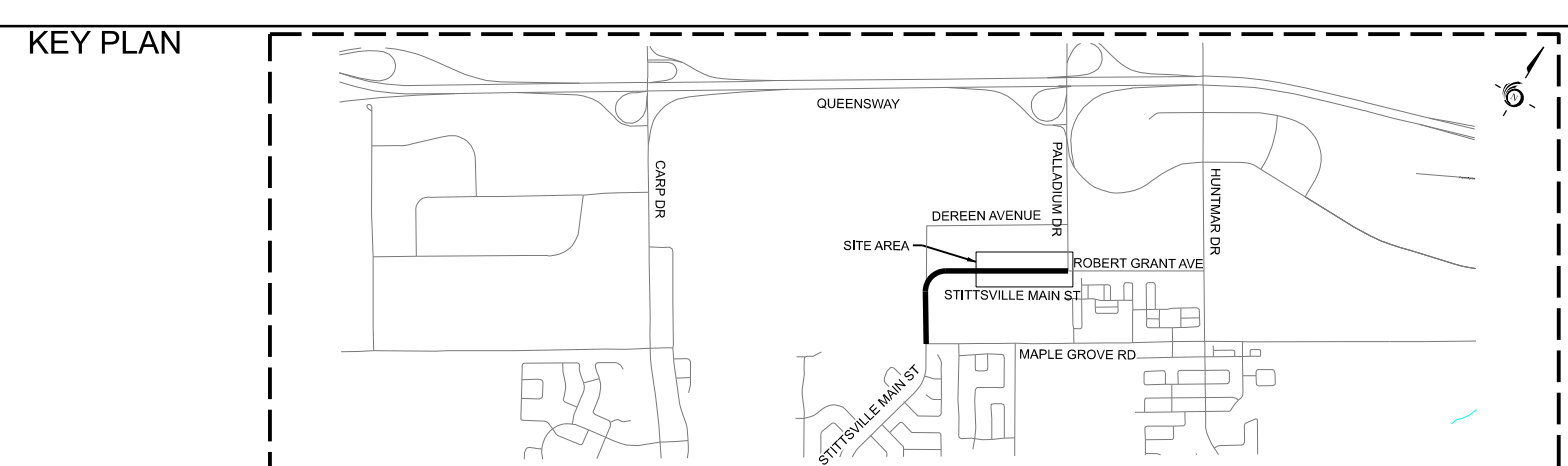 KEY PLAN
QUEENSWAY
CARP DR
PALLADIUM DR
HUNTMAR DR
DEREEN AVENUE
SITE AREA
ROBERT GRANT AVE
STITTSVILLE MAIN ST
MAPLE GROVE RD
STITTSVILLE MAIN ST
N